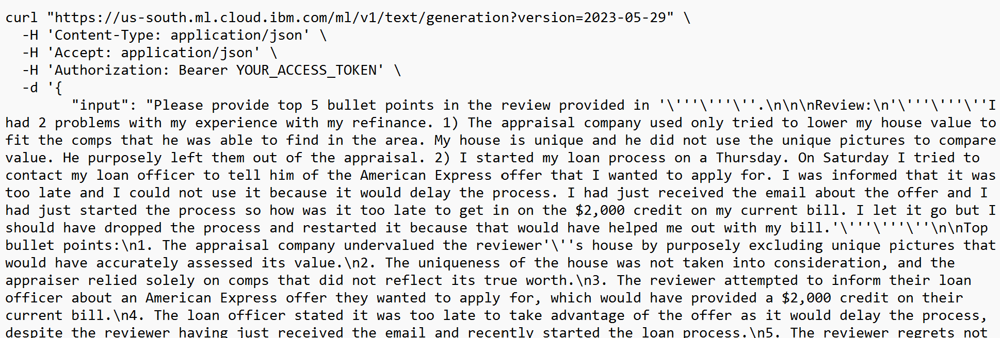 curl "https://us-south.ml.cloud.ibm.com/ml/v1/text/generation?version=2023-05-29" \
-H 'Content-Type: application/json' \
-H 'Accept: application/json' \
-H 'Authorization: Bearer YOUR_ACCESS_TOKEN' \
-d '{
"input": "Please provide top 5 bullet points in the review provided in '\'''\'''\''.\n\n\nReview:\n'\'''\'''\''I
had 2 problems with my experience with my refinance. 1) The appraisal company used only tried to lower my house value to
fit the comps that he was able to find in the area. My house is unique and he did not use the unique pictures to compare
value. He purposely left them out of the appraisal. 2) I started my loan process on a Thursday. On Saturday I tried to
contact my loan officer to tell him of the American Express offer that I wanted to apply for. I was informed that it was
too late and I could not use it because it would delay the process. I had just received the email about the offer and I
had just started the process so how was it too late to get in on the $2,000 credit on my current bill. I let it go but I
should have dropped the process and restarted it because that would have helped me out with my bill.'\'''\'''\''\n\nTop
bullet points:\n1. The appraisal company undervalued the reviewer'\''s house by purposely excluding unique pictures that
would have accurately assessed its value.\n2. The uniqueness of the house was not taken into consideration, and the
appraiser relied solely on comps that did not reflect its true worth.\n3. The reviewer attempted to inform their loan
officer about an American Express offer they wanted to apply for, which would have provided a $2,000 credit on their
current bill.\n4. The loan officer stated it was too late to take advantage of the offer as it would delay the process,
despite the reviewer having just received the email and recently started the loan process.\n5. The reviewer regrets not